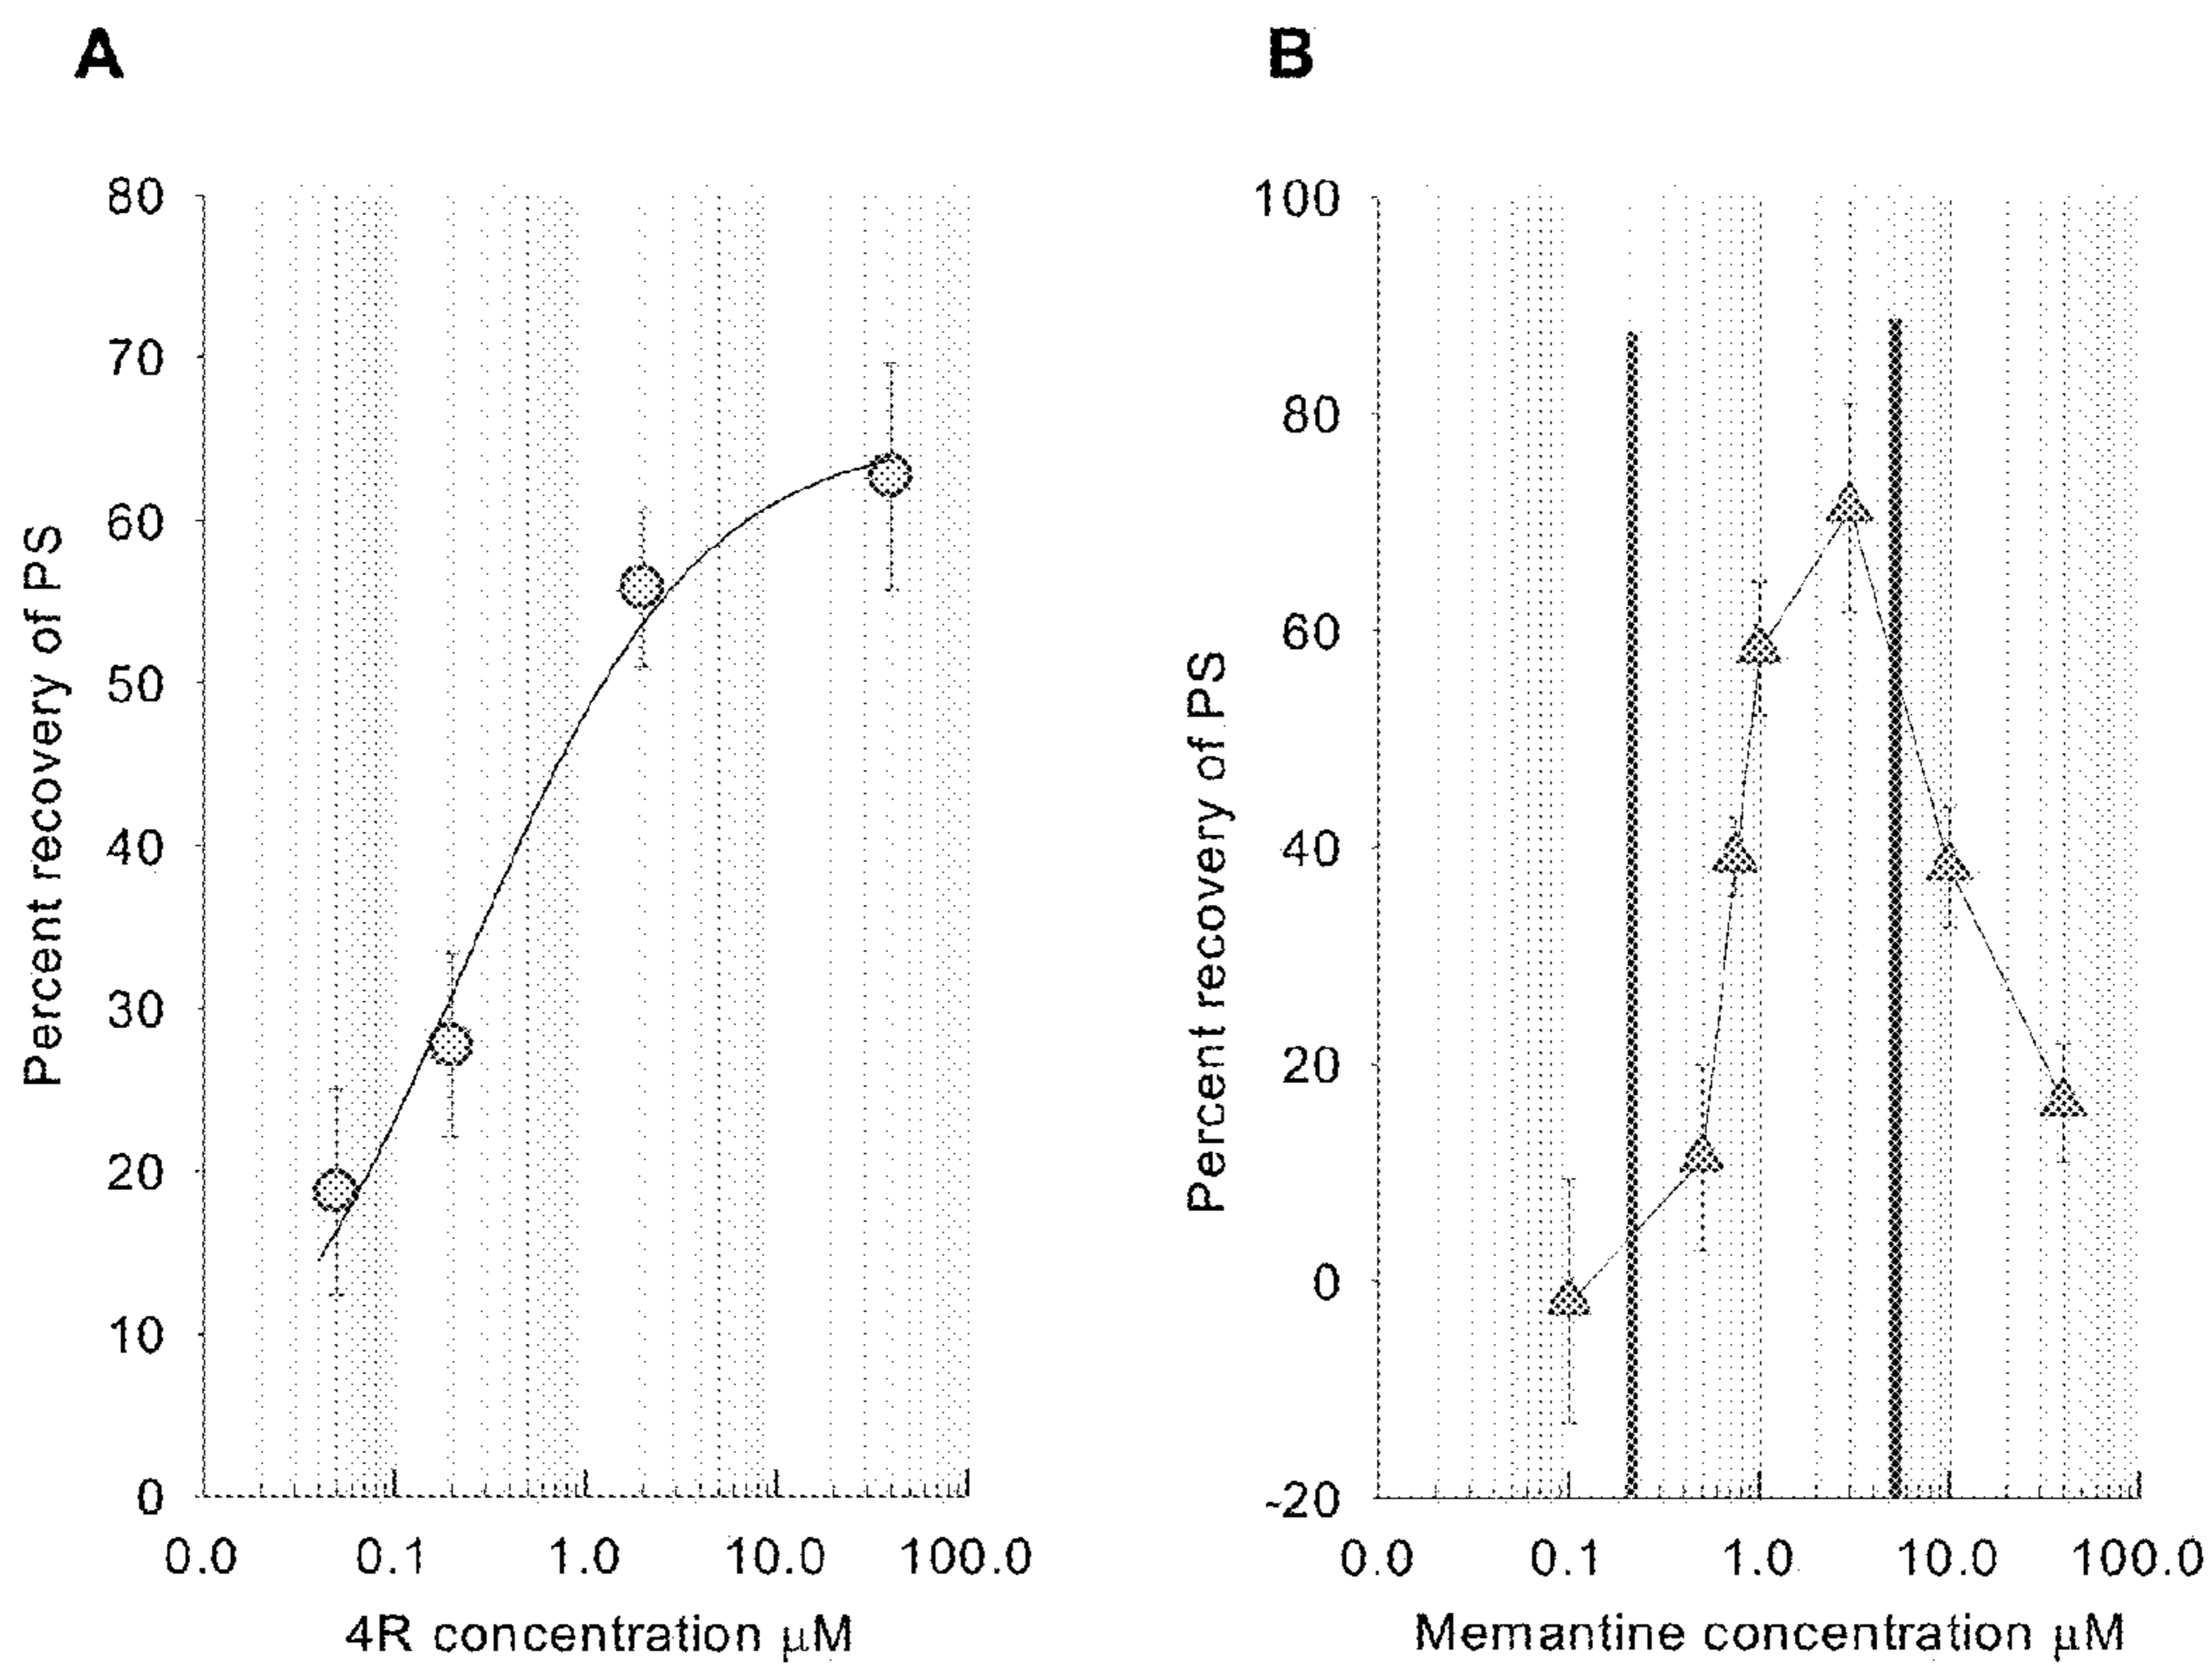 A
80
70
60
50
40
30
20
10
0
Percent recovery of PS
0.0 0.1 1.0 10.0 100.0
4R concentration μM
B
100
80
60
40
20
0
-20
Percent recovery of PS
0.0 0.1 1.0 10.0 100.0
Memantine concentration μM